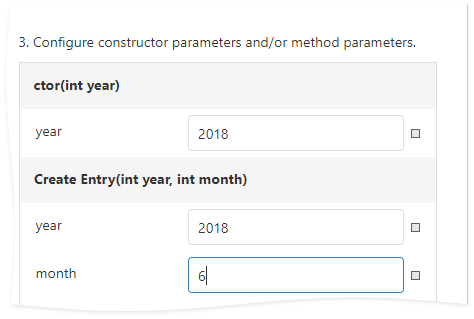 3. Configure constructor parameters and/or method parameters.
ctor(int year)
year 2018
Create Entry(int year, int month)
year 2018
month 6